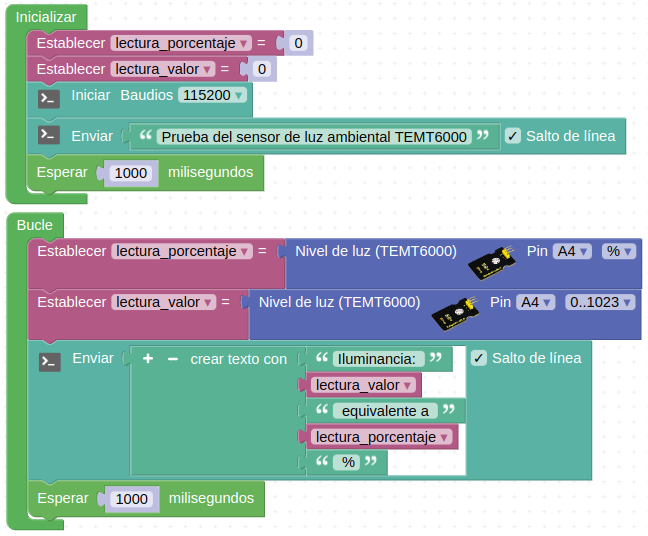 Inicializar
Establecer lectura_porcentaje = 0
Establecer lectura_valor = 0
Iniciar Baudios 115200
Enviar “ Prueba del sensor de luz ambiental TEMT6000 ” ✓ Salto de línea
Esperar 1000 milisegundos
Bucle
Establecer lectura_porcentaje = Nivel de luz (TEMT6000) Pin A4 %
Establecer lectura_valor = Nivel de luz (TEMT6000) Pin A4 0..1023
Enviar + − crear texto con “ Iluminancia: ” ✓ Salto de línea
lectura_valor
“ equivalente a ”
lectura_porcentaje
“ % ”
Esperar 1000 milisegundos